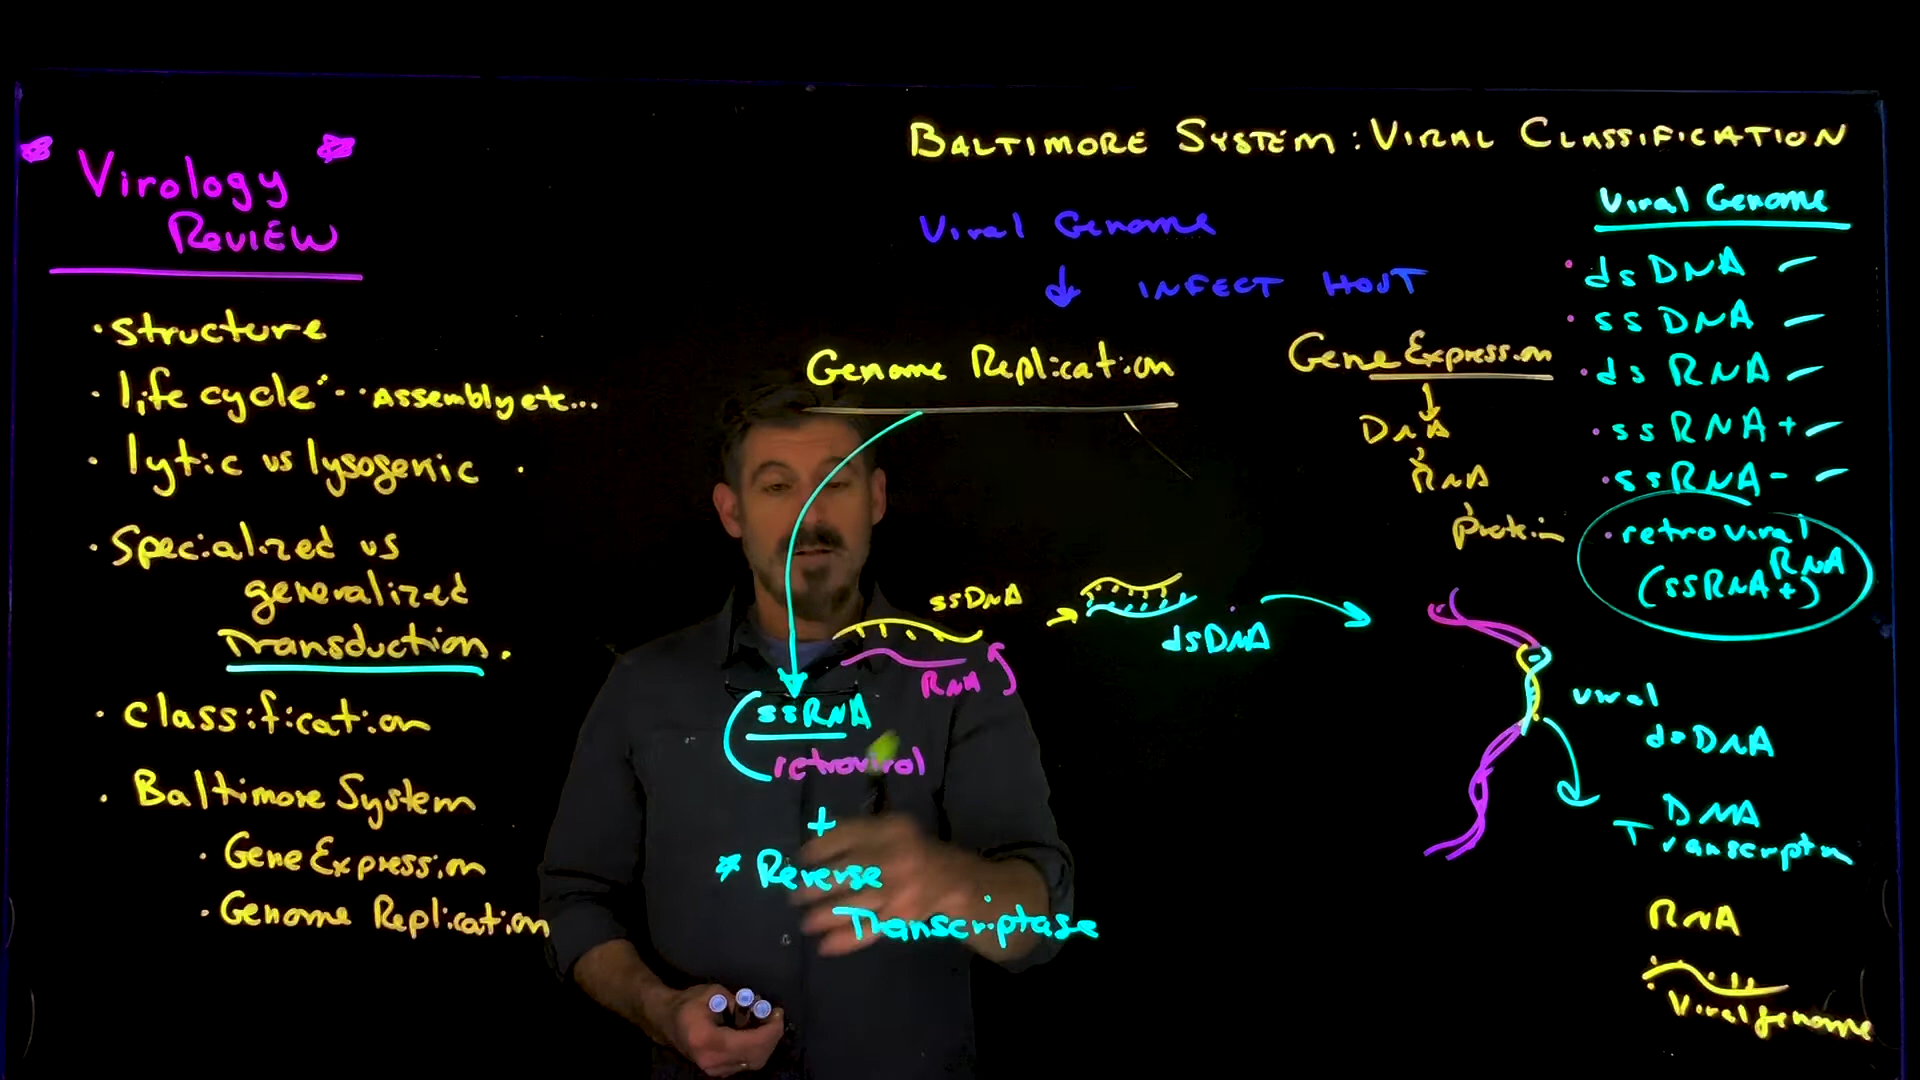 Virology
REVIEW
• Structure
• life cycle -- Assembly etc...
• lytic vs lysogenic .
• Specialized vs
generalized
Transduction.
• Classification
• Baltimore System
• Gene Expression
• Genome Replication
BALTIMORE SYSTEM : VIRAL CLASSIFICATION
Viral Genome
↓ INFECT HOST
Genome Replication
ssDNA
RNA
dsDNA
(ssRNA
retroviral
+
* Reverse
Transcriptase
Gene Expression
↓
DNA
↓
RNA
↓
protein
Viral Genome
• dsDNA –
• ssDNA –
• dsRNA –
• ssRNA+ –
• ssRNA- –
• retroviral
RNA
(ssRNA+)
viral
dsDNA
DNA
Transcription
RNA
Viral genome